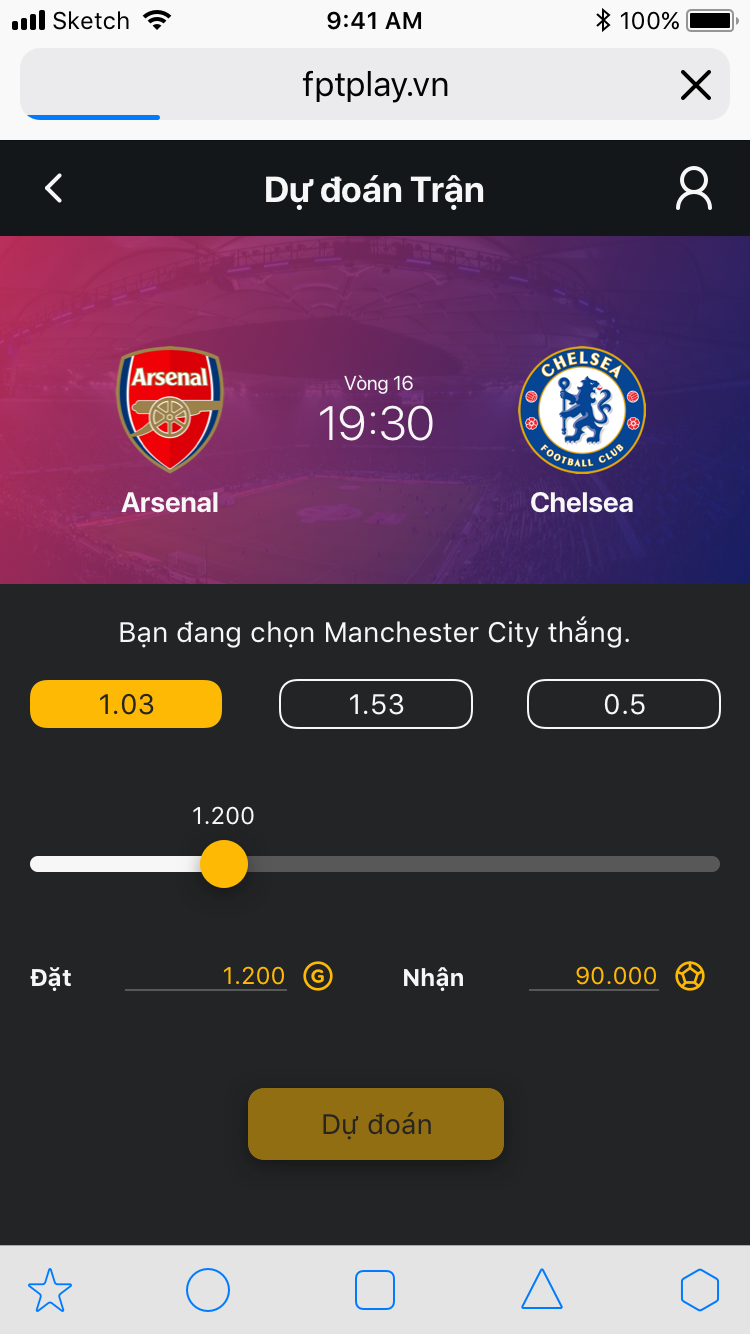 Sketch 9:41 AM 100%
fptplay.vn
Dự đoán Trận
Arsenal
CHELSEA
FOOTBALL CLUB
Vòng 16
19:30
Arsenal Chelsea
Bạn đang chọn Manchester City thắng.
1.03 1.53 0.5
1.200
Đặt 1.200 G Nhận 90.000
Dự đoán